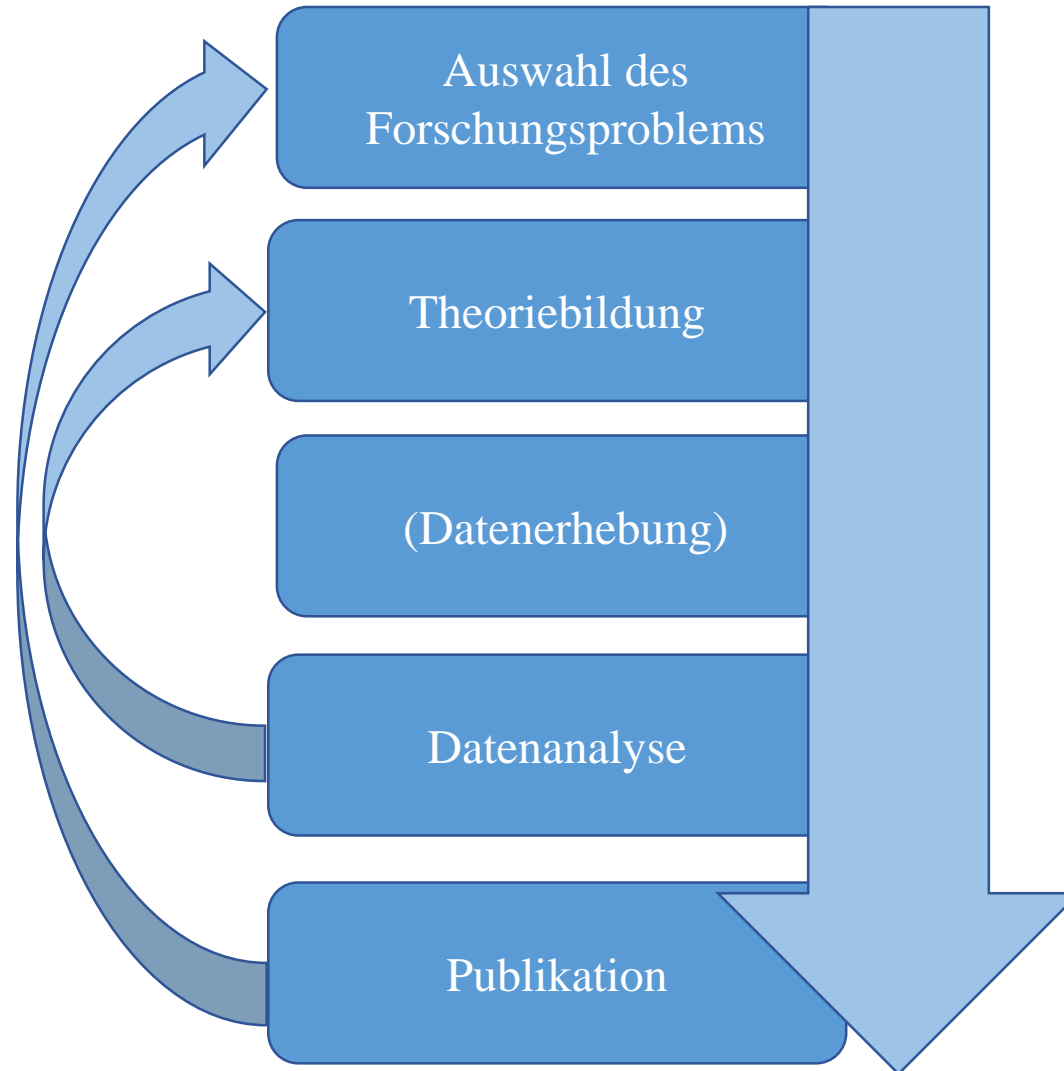 Auswahl des
Forschungsproblems
Theoriebildung
(Datenerhebung)
Datenanalyse
Publikation